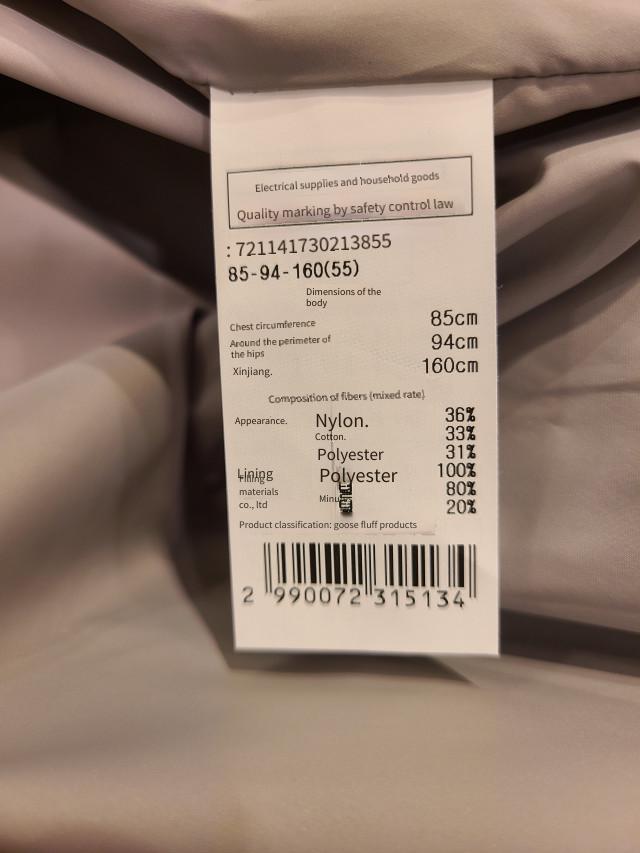 Electrical supplies and household goods
Quality marking by safety control law
: 721141730213855
85-94-160(55)
Dimensions of the
body
Chest circumference 85cm
Around the perimeter of
the hips 94cm
Xinjiang. 160cm
Composition of fibers (mixed rate)
Appearance. Nylon. 36%
Cotton. 33%
Polyester 31%
Lining Polyester 100%
Filling
materials 80%
co., ltd 20%
Product classification: goose fluff products
2 990072 315134